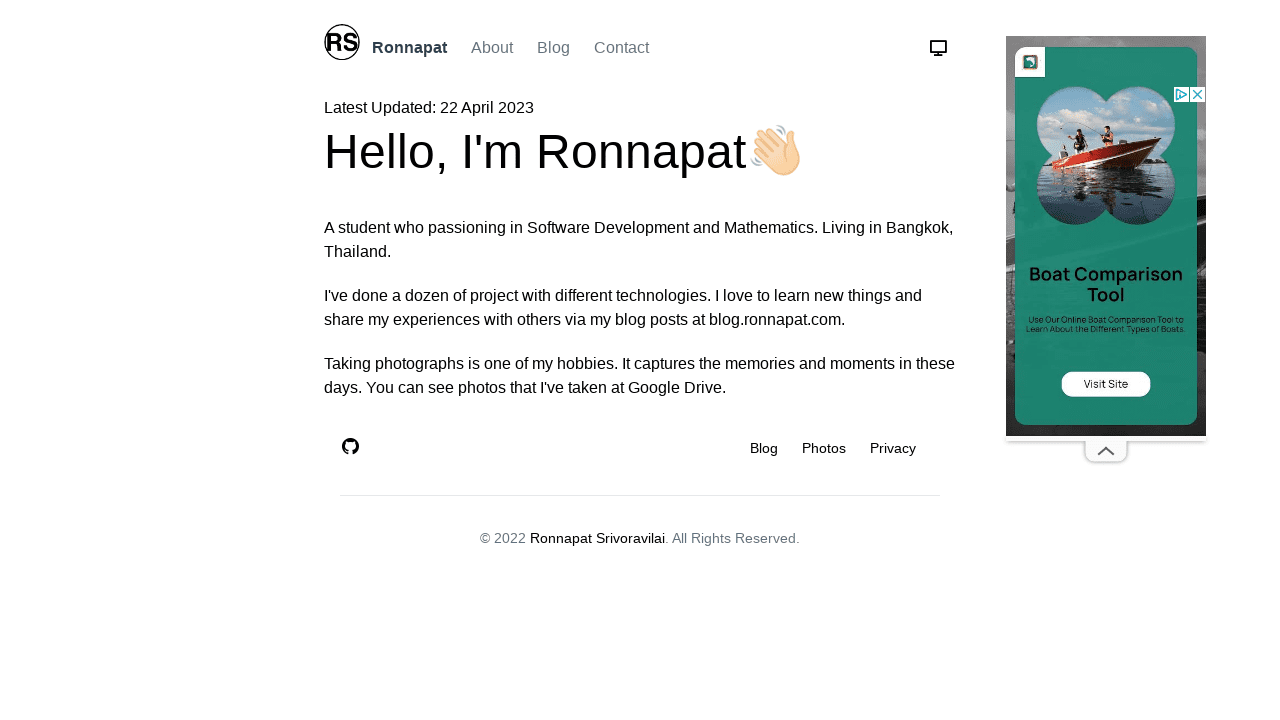 RS Ronnapat About Blog Contact
Latest Updated: 22 April 2023
Hello, I'm Ronnapat👋🏻
A student who passioning in Software Development and Mathematics. Living in Bangkok,
Thailand.
I've done a dozen of project with different technologies. I love to learn new things and
share my experiences with others via my blog posts at blog.ronnapat.com.
Taking photographs is one of my hobbies. It captures the memories and moments in these
days. You can see photos that I've taken at Google Drive.
Blog Photos Privacy
© 2022 Ronnapat Srivoravilai. All Rights Reserved.
Boat Comparison
Tool
Use Our Online Boat Comparison Tool to
Learn About the Different Types of Boats.
Visit Site